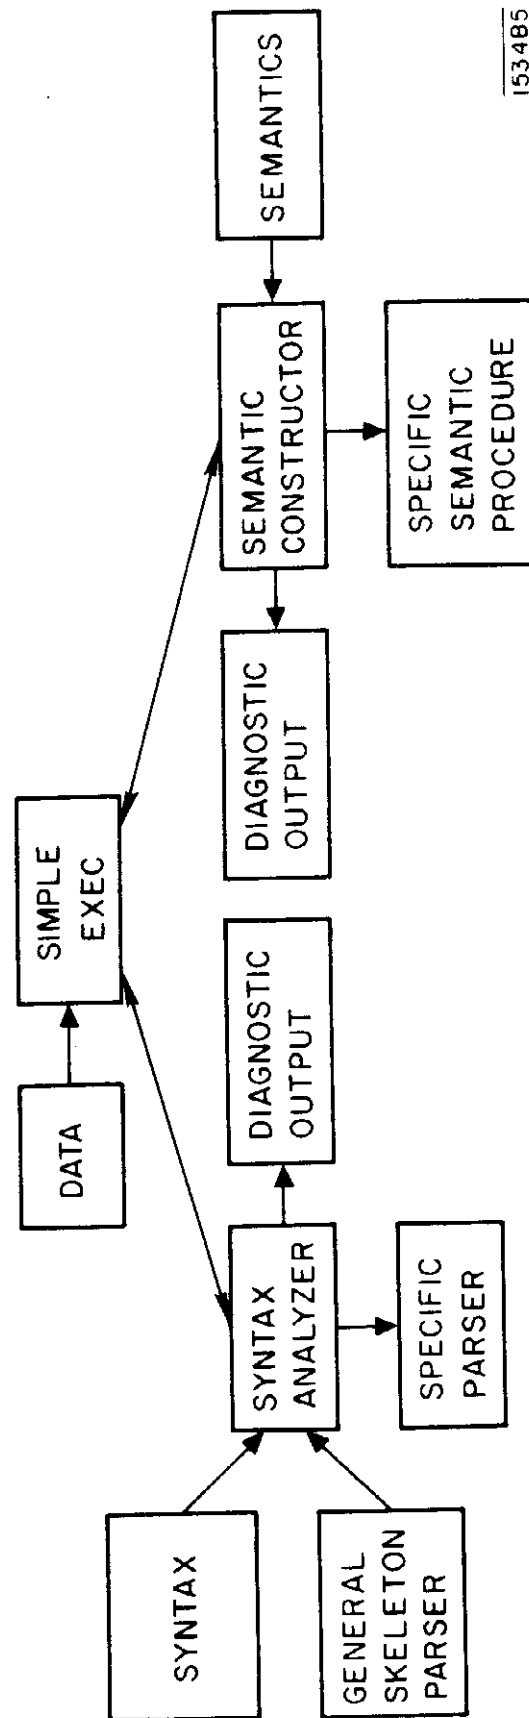 DATA
SIMPLE
EXEC
SYNTAX
GENERAL
SKELETON
PARSER
SYNTAX
ANALYZER
SPECIFIC
PARSER
DIAGNOSTIC
OUTPUT
DIAGNOSTIC
OUTPUT
SEMANTIC
CONSTRUCTOR
SPECIFIC
SEMANTIC
PROCEDURE
SEMANTICS
1534B5